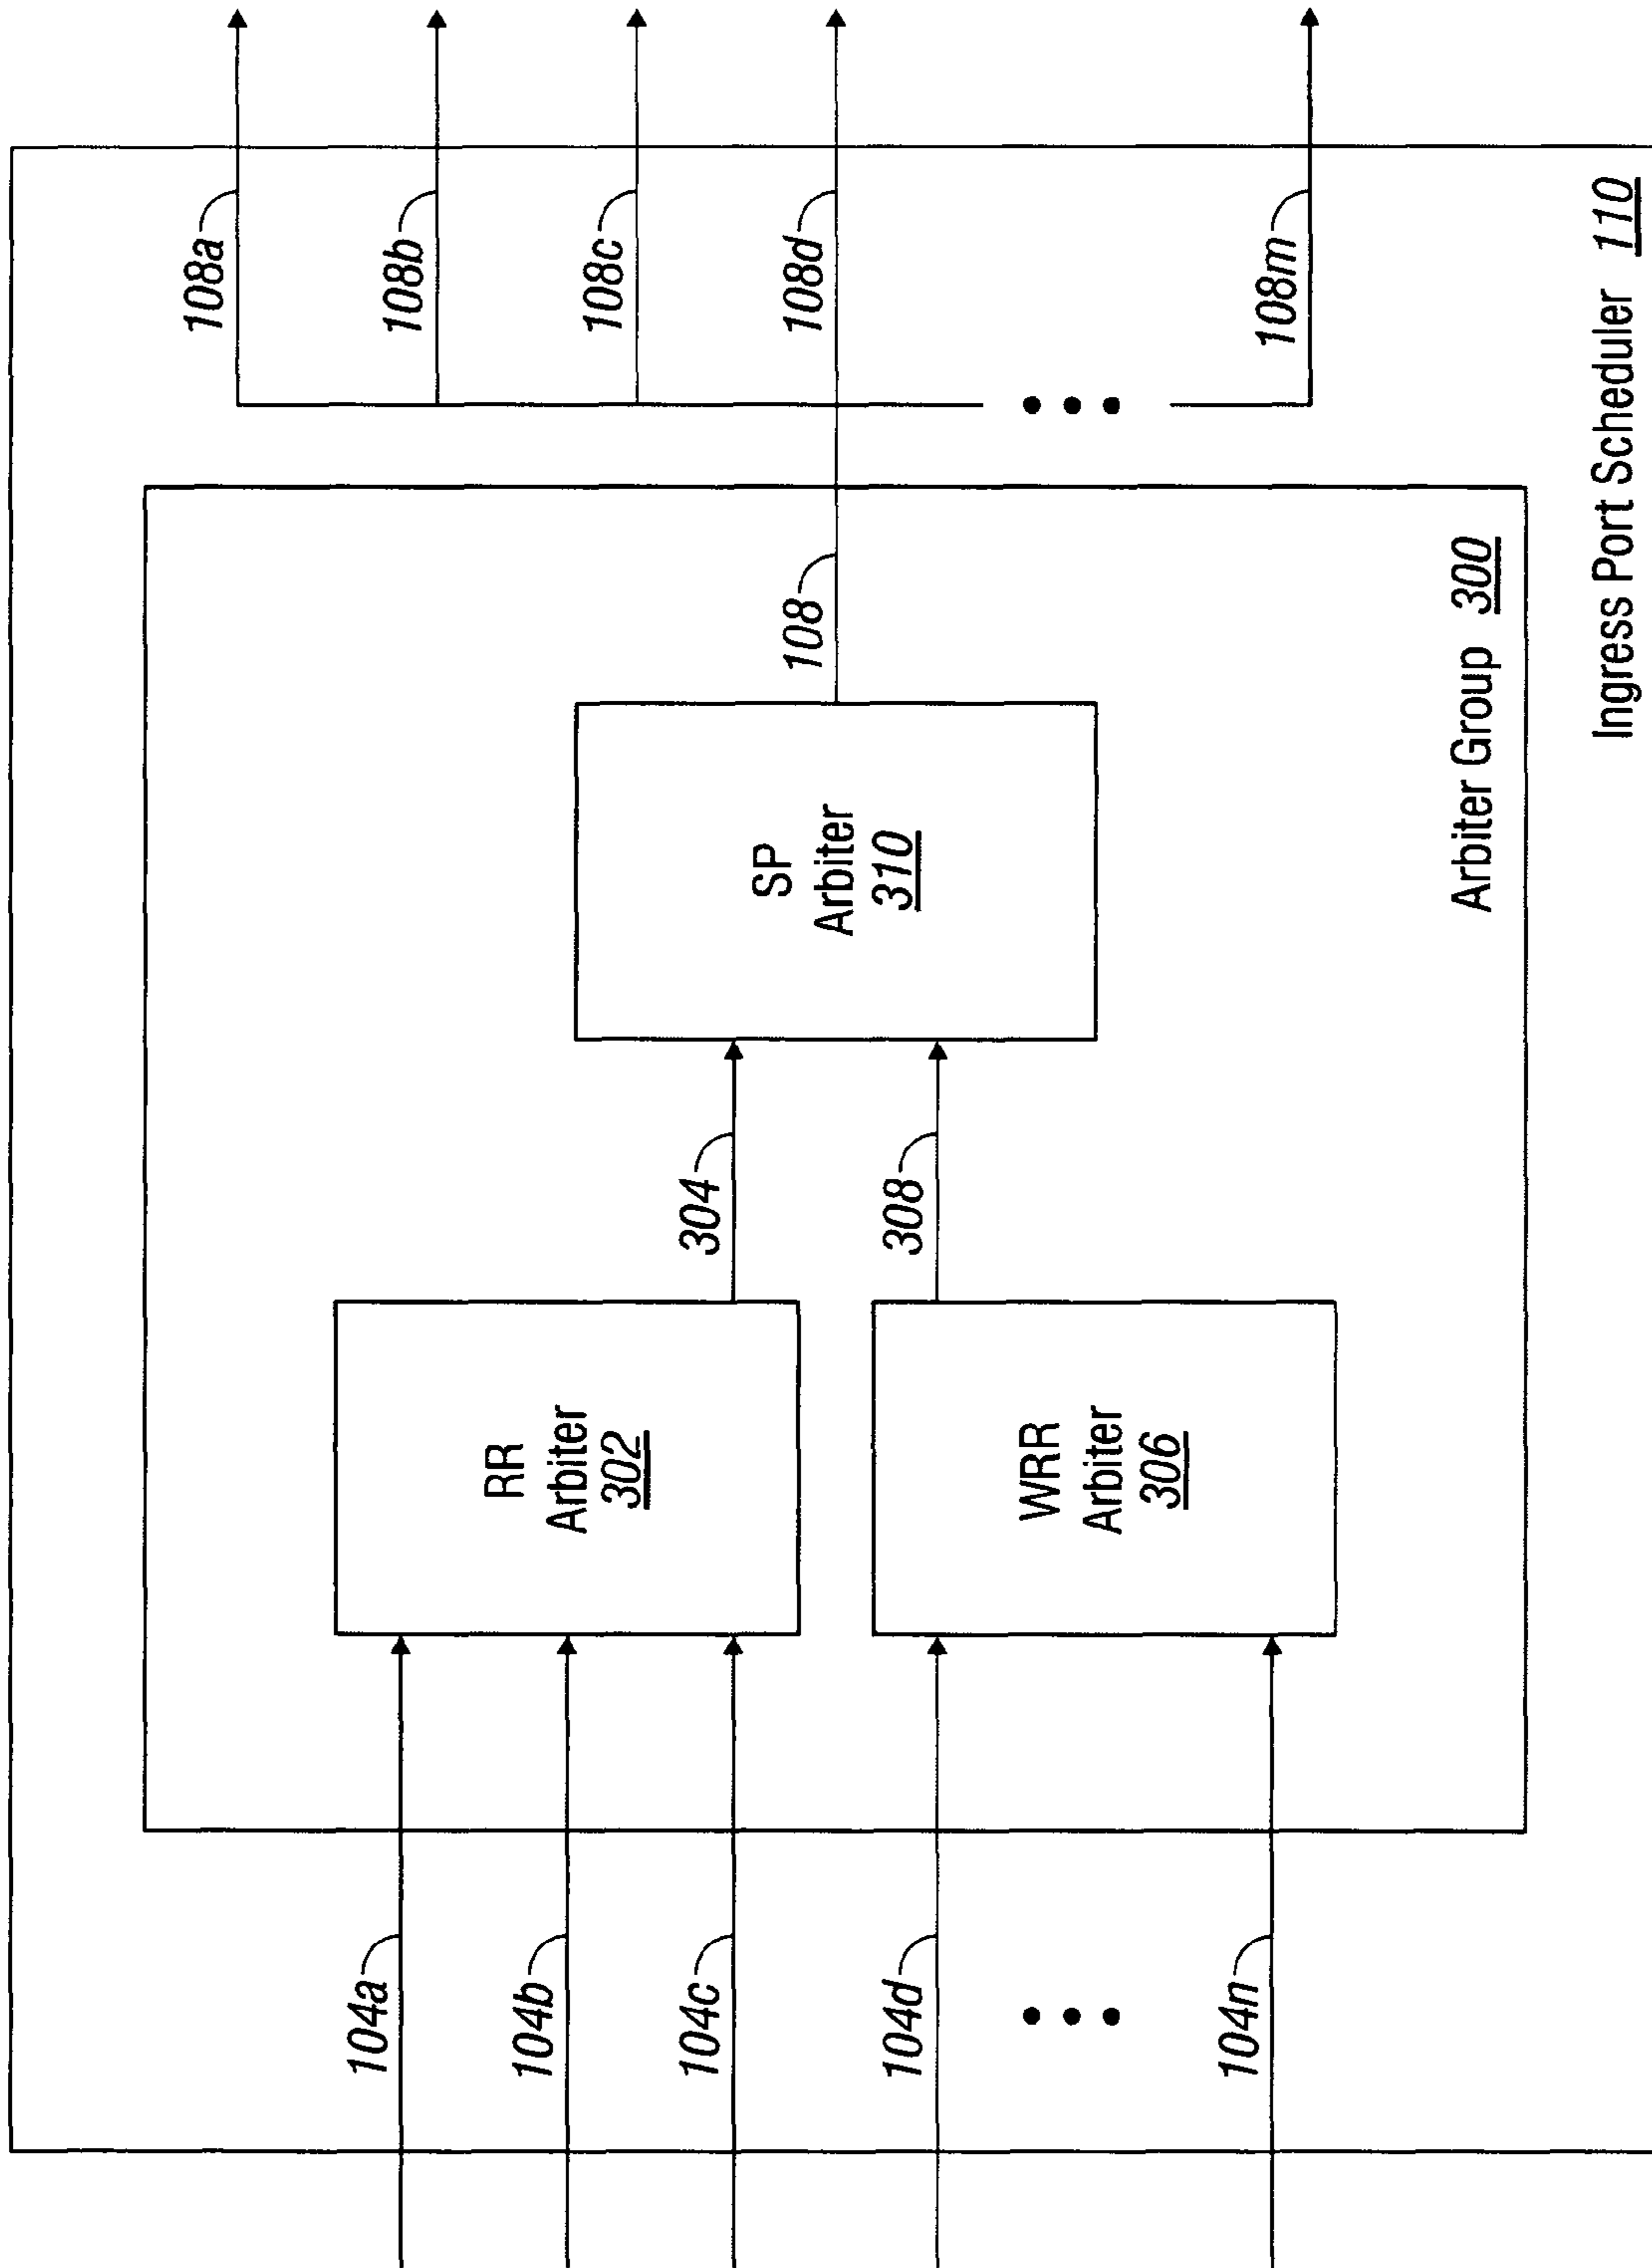 104a
104b
104c
104d
104n
RR
Arbiter
302
WRR
Arbiter
306
304
308
SP
Arbiter
310
108
108a
108b
108c
108d
108m
Arbiter Group 300
Ingress Port Scheduler 110